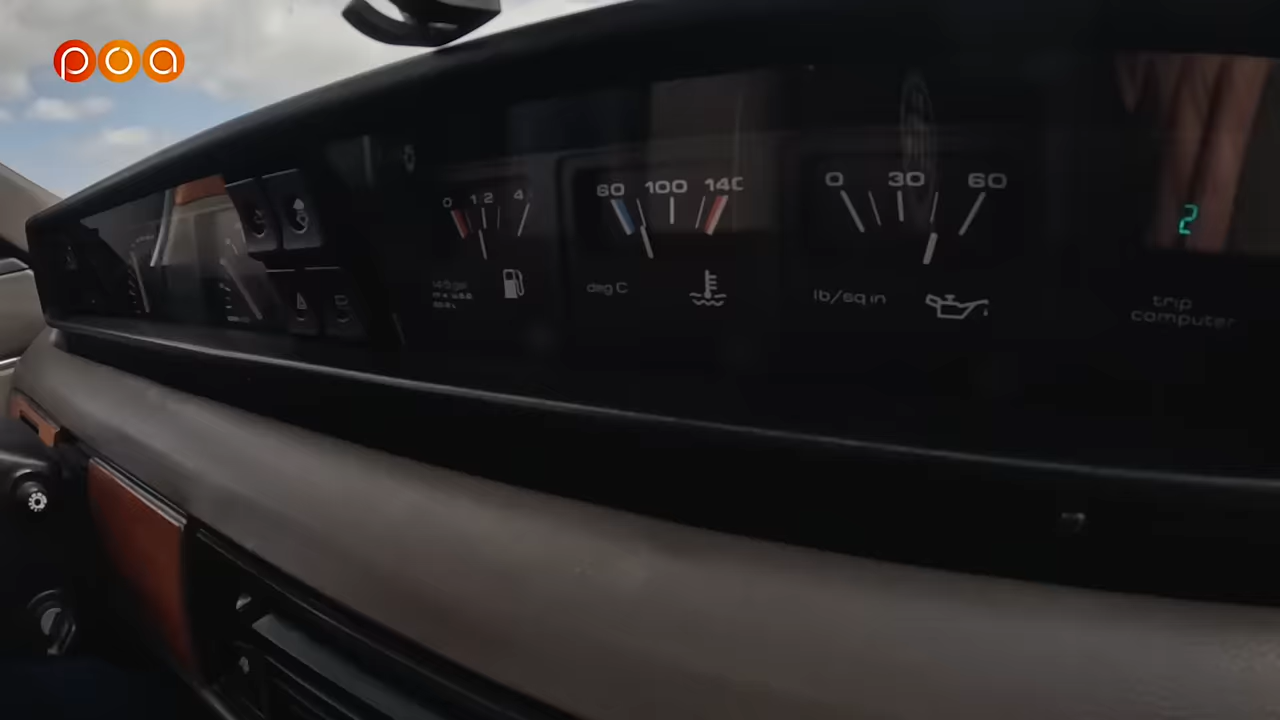 poa
0 1 2 4
60 100 140
deg C
0 30 60
lb/sq in
2
trip
computer